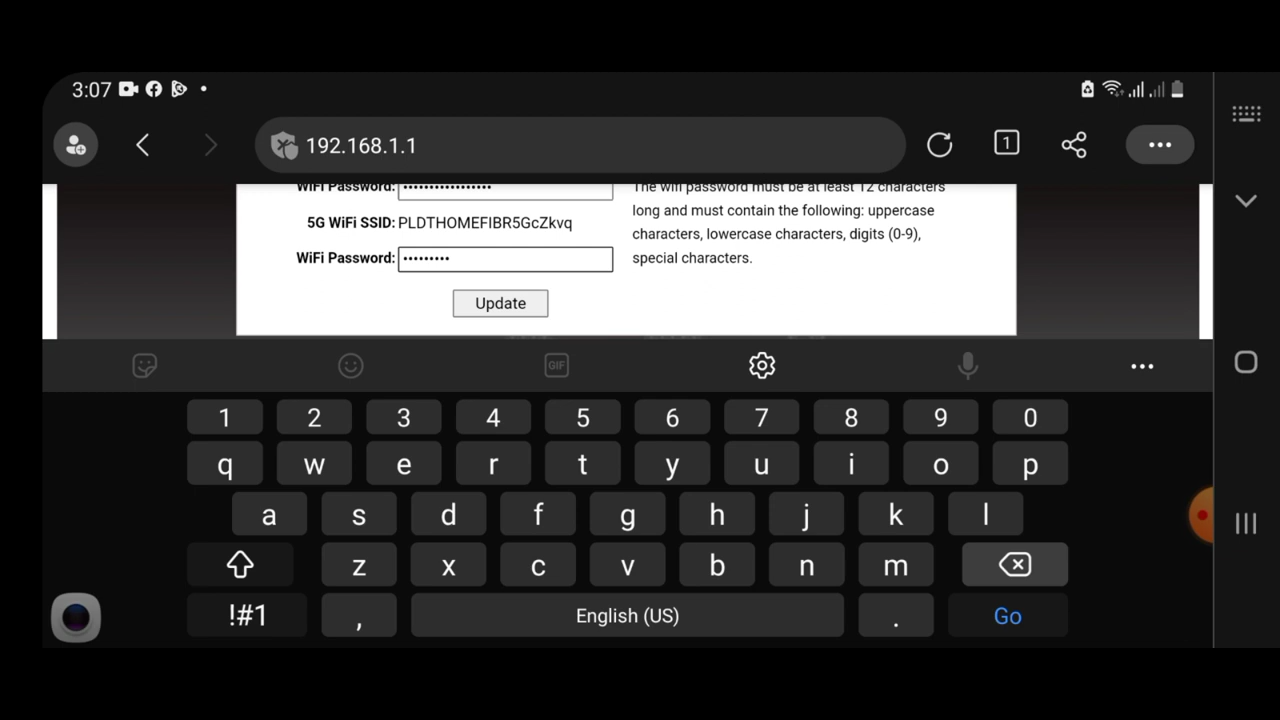 3:07
192.168.1.1
1
WiFi Password: •••••••••••••••••
The wifi password must be at least 12 characters
long and must contain the following: uppercase
characters, lowercase characters, digits (0-9),
special characters.
5G WiFi SSID: PLDTHOMEFIBR5GcZkvq
WiFi Password: •••••••••
Update
GIF
1 2 3 4 5 6 7 8 9 0
q w e r t y u i o p
a s d f g h j k l
z x c v b n m
!#1 , English (US) . Go